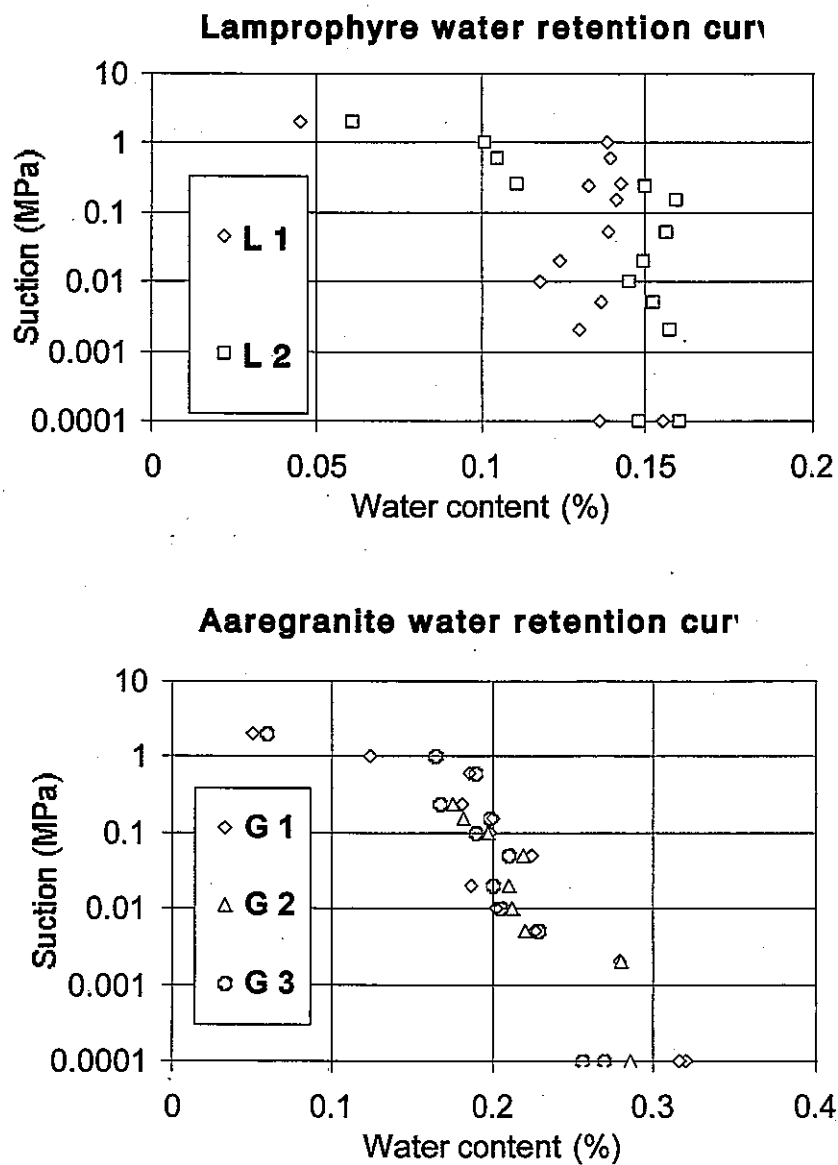 Lamprophyre water retention cur
10
1
0.1
0.01
0.001
0.0001
Suction (MPa)
L 1
L 2
0 0.05 0.1 0.15 0.2
Water content (%)
Aaregranite water retention cur
10
1
0.1
0.01
0.001
0.0001
Suction (MPa)
G 1
G 2
G 3
0 0.1 0.2 0.3 0.4
Water content (%)